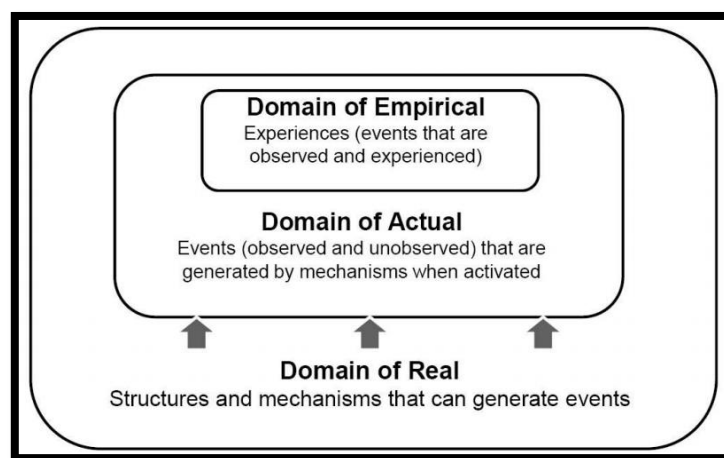 Domain of Empirical
Experiences (events that are
observed and experienced)
Domain of Actual
Events (observed and unobserved) that are
generated by mechanisms when activated
Domain of Real
Structures and mechanisms that can generate events